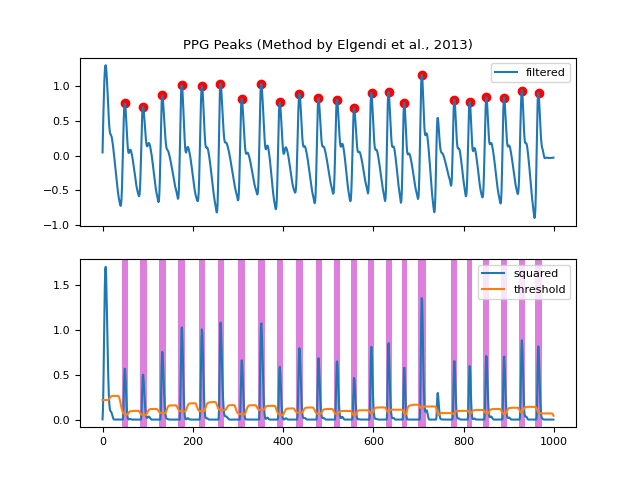 PPG Peaks (Method by Elgendi et al., 2013)
filtered
1.0
0.5
0.0
−0.5
−1.0
squared
threshold
1.5
1.0
0.5
0.0
0 200 400 600 800 1000